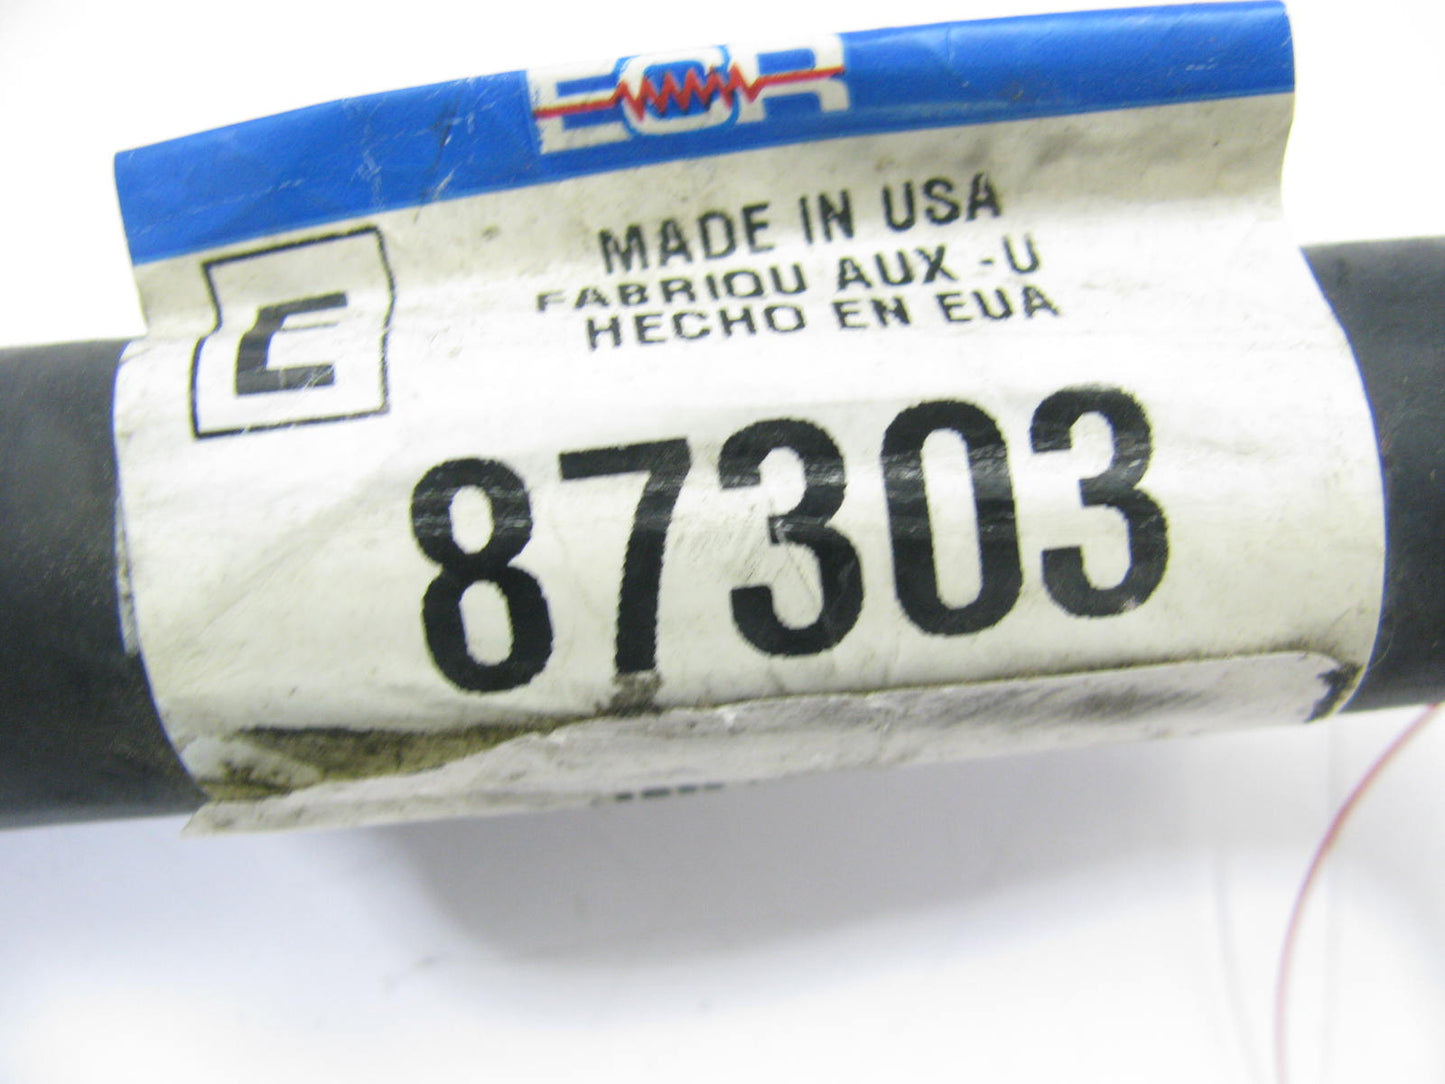 ECR
MADE IN USA
FABRIQU AUX -U
HECHO EN EUA
E
87303